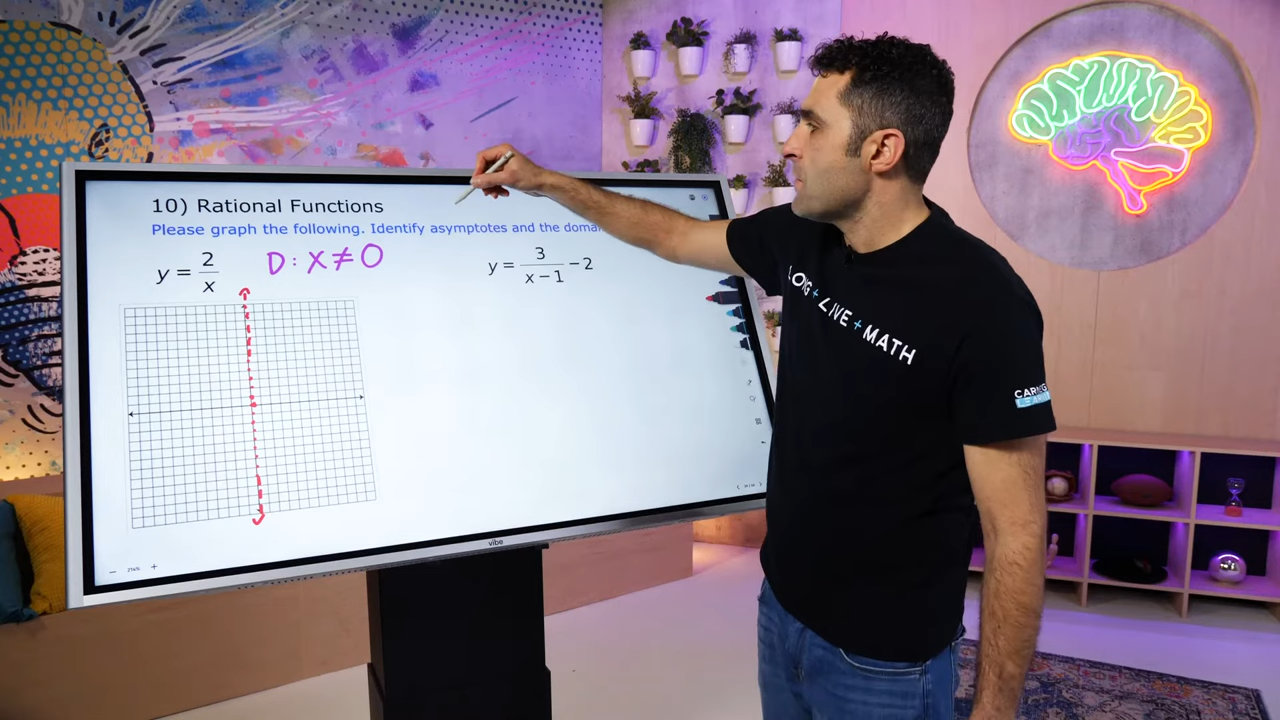 10) Rational Functions
Please graph the following. Identify asymptotes and the
y = 2/x
D: X ≠ 0
y = 3/(x-1) - 2
LONG + LIVE + MATH
vibe